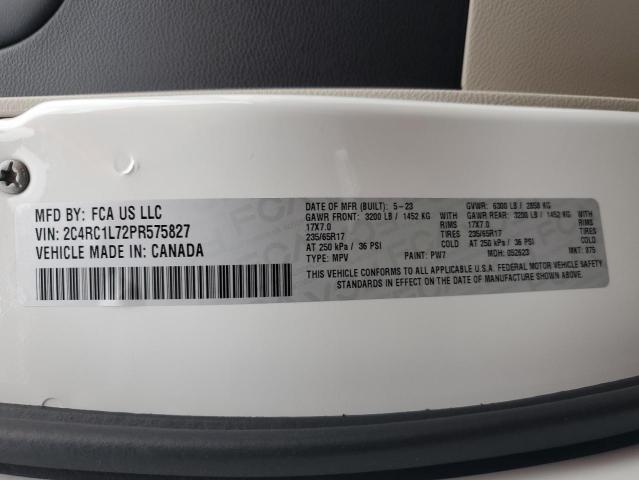 MFD BY: FCA US LLC
VIN: 2C4RC1L72PR575827
VEHICLE MADE IN: CANADA
DATE OF MFR (BUILT): 5-23 GVWR: 6300 LB / 2858 KG
GAWR FRONT: 3200 LB / 1452 KG WITH GAWR REAR: 3200 LB / 1452 KG WITH
17X7.0 RIMS 17X7.0 RIMS
235/65R17 TIRES 235/65R17 TIRES
AT 250 kPa / 36 PSI COLD AT 250 kPa / 36 PSI COLD
TYPE: MPV PAINT: PW7 MDH: 052623 MKT: 075
THIS VEHICLE CONFORMS TO ALL APPLICABLE U.S.A. FEDERAL MOTOR VEHICLE SAFETY
STANDARDS IN EFFECT ON THE DATE OF MANUFACTURE SHOWN ABOVE.